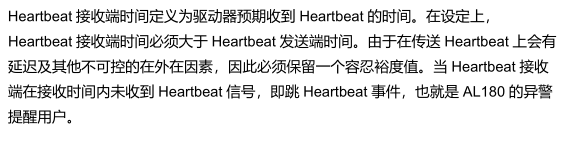 Heartbeat 接收端时间定义为驱动器预期收到 Heartbeat 的时间。在设定上，
Heartbeat 接收端时间必须大于 Heartbeat 发送端时间。由于在传送 Heartbeat 上会有
延迟及其他不可控的在外在因素，因此必须保留一个容忍裕度值。当 Heartbeat 接收
端在接收时间内未收到 Heartbeat 信号，即跳 Heartbeat 事件，也就是 AL180 的异警
提醒用户。